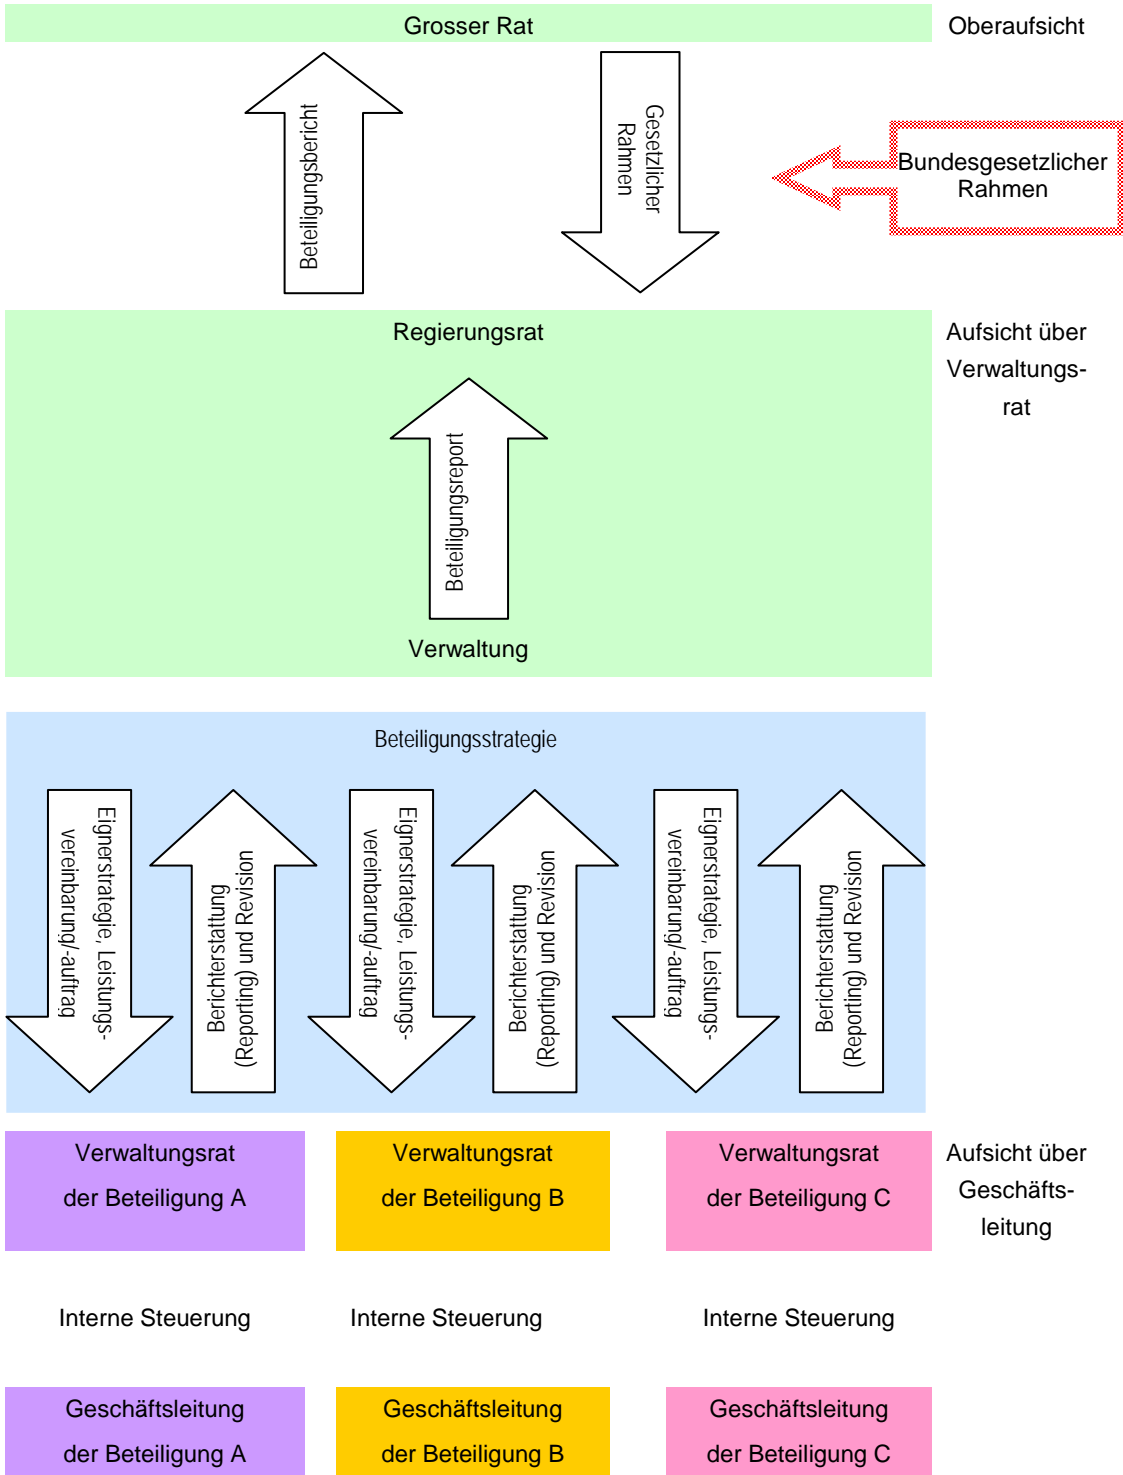 Grosser Rat
Oberaufsicht
Beteiligungsbericht
Gesetzlicher
Rahmen
Bundesgesetzlicher
Rahmen
Regierungsrat
Aufsicht über
Verwaltungs-
rat
Beteiligungsreport
Verwaltung
Beteiligungsstrategie
Eignerstrategie, Leistungs-
vereinbarung/-auftrag
Berichterstattung
(Reporting) und Revision
Eignerstrategie, Leistungs-
vereinbarung/-auftrag
Berichterstattung
(Reporting) und Revision
Eignerstrategie, Leistungs-
vereinbarung/-auftrag
Berichterstattung
(Reporting) und Revision
Verwaltungsrat
der Beteiligung A
Verwaltungsrat
der Beteiligung B
Verwaltungsrat
der Beteiligung C
Aufsicht über
Geschäfts-
leitung
Interne Steuerung
Interne Steuerung
Interne Steuerung
Geschäftsleitung
der Beteiligung A
Geschäftsleitung
der Beteiligung B
Geschäftsleitung
der Beteiligung C